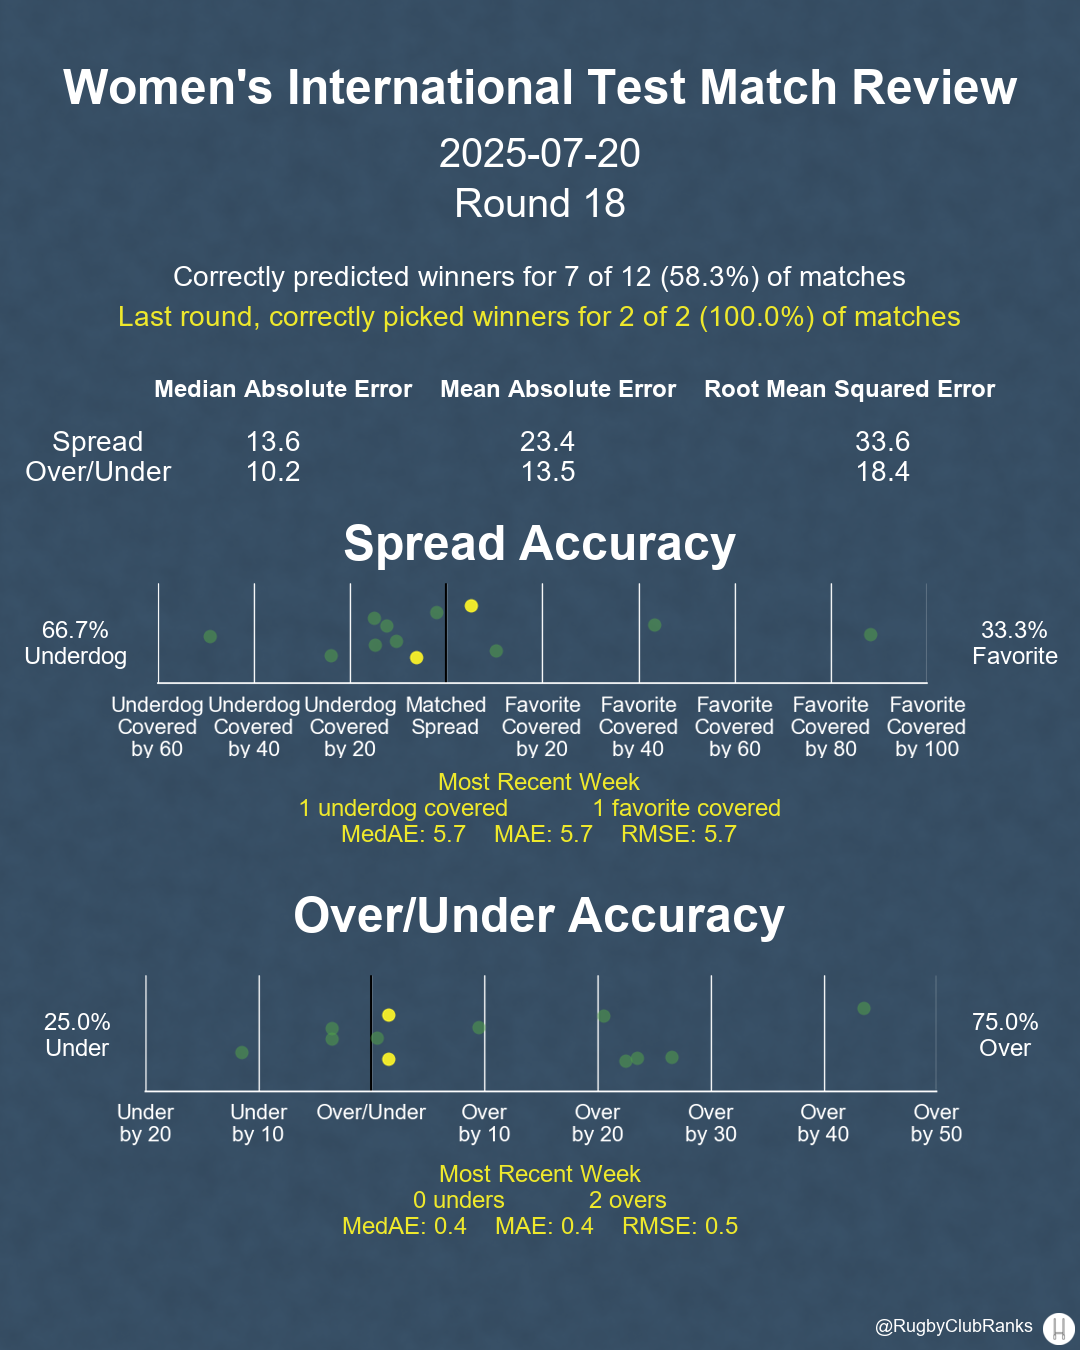 Women's International Test Match Review
2025-07-20
Round 18
Correctly predicted winners for 7 of 12 (58.3%) of matches
Last round, correctly picked winners for 2 of 2 (100.0%) of matches
Median Absolute Error Mean Absolute Error Root Mean Squared Error
Spread 13.6 23.4 33.6
Over/Under 10.2 13.5 18.4
Spread Accuracy
66.7% 33.3%
Underdog Favorite
Underdog Underdog Underdog Matched Favorite Favorite Favorite Favorite Favorite
Covered Covered Covered Spread Covered Covered Covered Covered Covered
by 60 by 40 by 20 by 20 by 40 by 60 by 80 by 100
Most Recent Week
1 underdog covered 1 favorite covered
MedAE: 5.7 MAE: 5.7 RMSE: 5.7
Over/Under Accuracy
25.0% 75.0%
Under Over
Under Under Over/Under Over Over Over Over Over
by 20 by 10 by 10 by 20 by 30 by 40 by 50
Most Recent Week
0 unders 2 overs
MedAE: 0.4 MAE: 0.4 RMSE: 0.5
@RugbyClubRanks